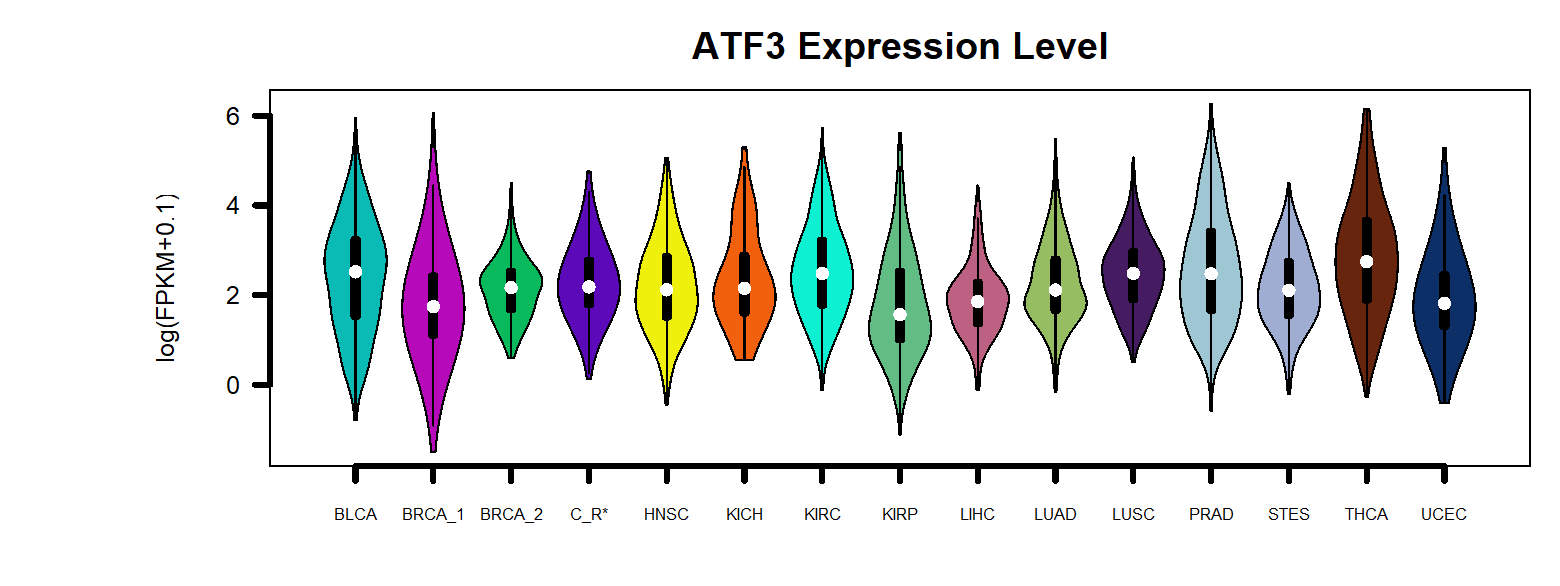 ATF3 Expression Level
log(FPKM+0.1)
6
4
2
0
BLCA BRCA_1 BRCA_2 C_R* HNSC KICH KIRC KIRP LIHC LUAD LUSC PRAD STES THCA UCEC